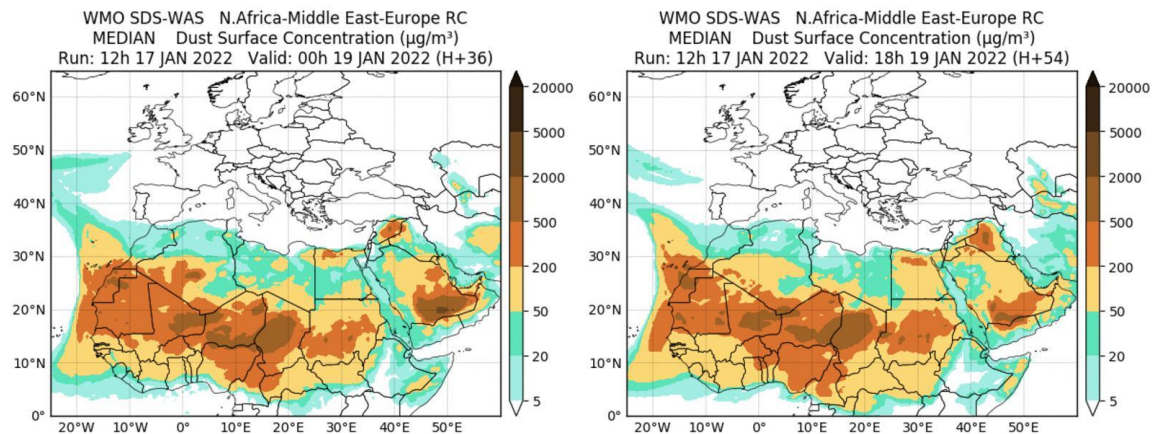 WMO SDS-WAS N.Africa-Middle East-Europe RC
MEDIAN Dust Surface Concentration (µg/m³)
Run: 12h 17 JAN 2022 Valid: 00h 19 JAN 2022 (H+36)
60°N
50°N
40°N
30°N
20°N
10°N
0°
20°W
10°W
0°
10°E
20°E
30°E
40°E
50°E
20000
5000
2000
500
200
50
20
5
WMO SDS-WAS N.Africa-Middle East-Europe RC
MEDIAN Dust Surface Concentration (µg/m³)
Run: 12h 17 JAN 2022 Valid: 18h 19 JAN 2022 (H+54)
60°N
50°N
40°N
30°N
20°N
10°N
0°
20°W
10°W
0°
10°E
20°E
30°E
40°E
50°E
20000
5000
2000
500
200
50
20
5